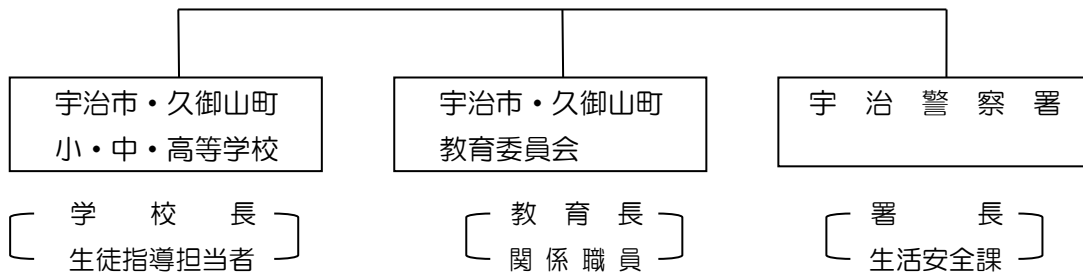 宇治市・久御山町
小・中・高等学校
宇治市・久御山町
教育委員会
宇治警察署
学校長
生徒指導担当者
教育長
関係職員
署長
生活安全課